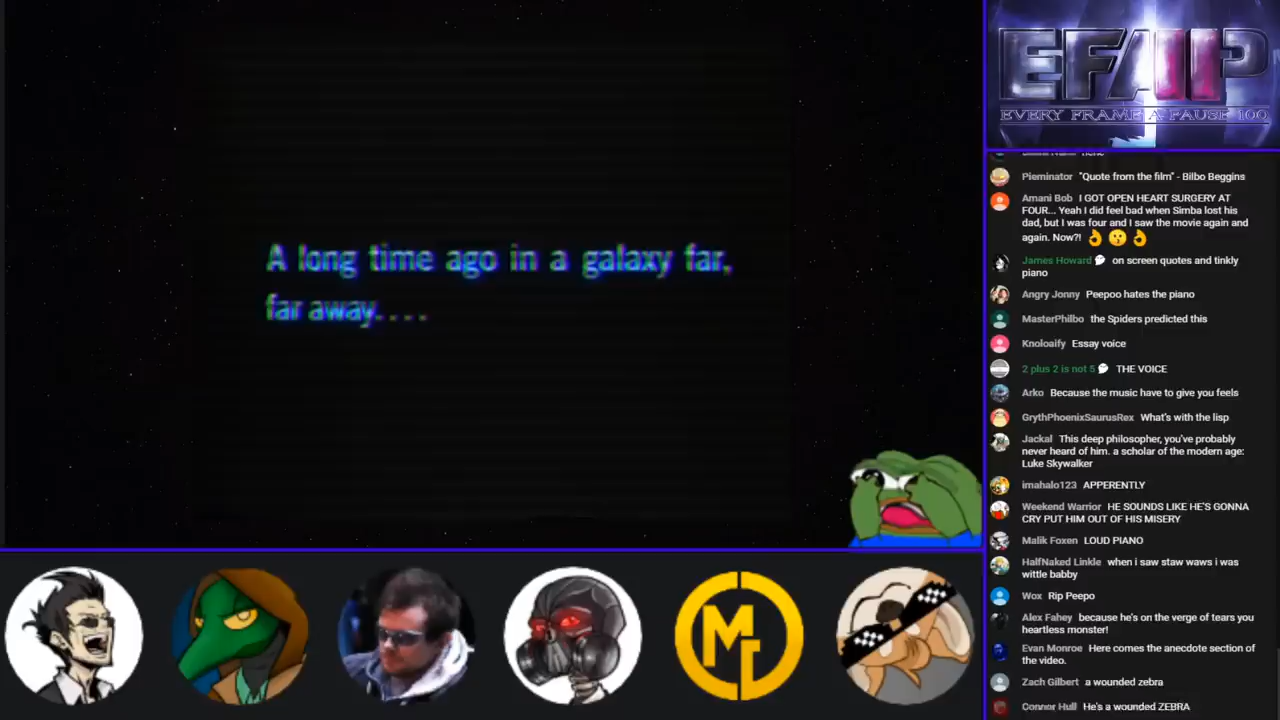 A long time ago in a galaxy far,
far away....
EFAP
EVERY FRAME A PAUSE 100
Pieminator "Quote from the film" - Bilbo Beggins
Amani Bob I GOT OPEN HEART SURGERY AT
FOUR... Yeah I did feel bad when Simba lost his
dad, but I was four and I saw the movie again and
again. Now?! 👌 😗 👌
James Howard on screen quotes and tinkly
piano
Angry Jonny Peepoo hates the piano
MasterPhilbo the Spiders predicted this
Knoloaify Essay voice
2 plus 2 is not 5 THE VOICE
Arko Because the music have to give you feels
GrythPhoenixSaurusRex What's with the lisp
Jackal This deep philosopher, you've probably
never heard of him. a scholar of the modern age:
Luke Skywalker
imahalo123 APPERENTLY
Weekend Warrior HE SOUNDS LIKE HE'S GONNA
CRY PUT HIM OUT OF HIS MISERY
Malik Foxen LOUD PIANO
HalfNaked Linkle when i saw staw waws i was
wittle babby
Wox Rip Peepo
Alex Fahey because he's on the verge of tears you
heartless monster!
Evan Monroe Here comes the anecdote section of
the video.
Zach Gilbert a wounded zebra
Connor Hull He's a wounded ZEBRA